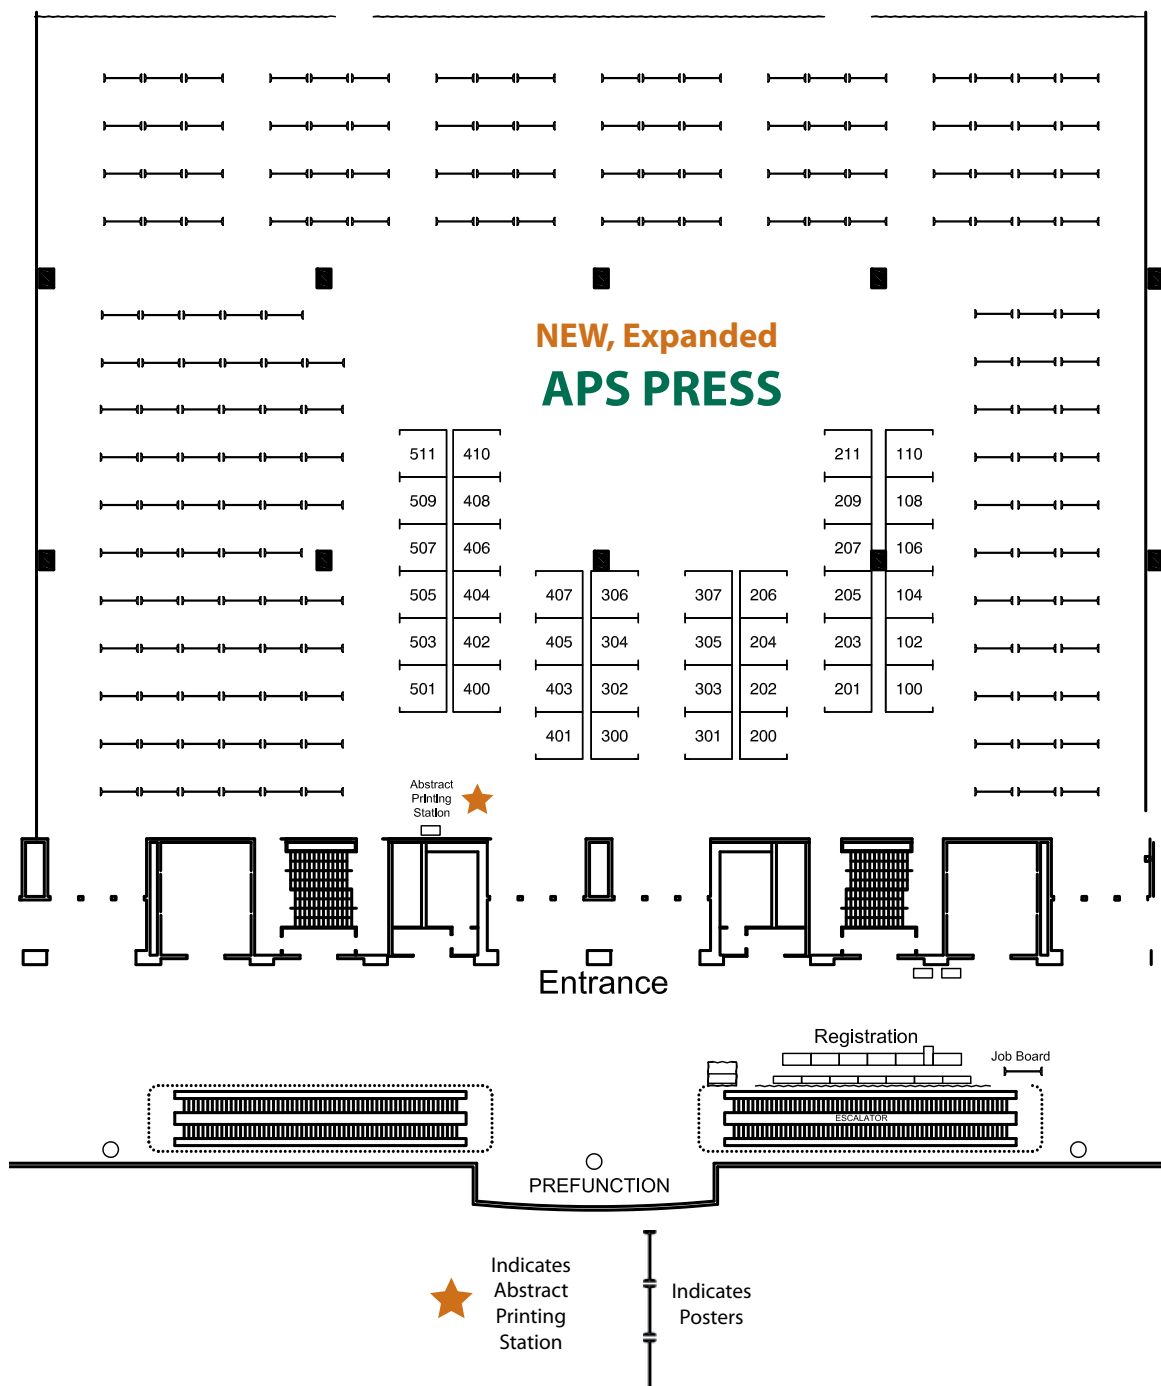 NEW, Expanded
APS PRESS
511 410 211 110
509 408 209 108
507 406 207 106
505 404 407 306 307 206 205 104
503 402 405 304 305 204 203 102
501 400 403 302 303 202 201 100
401 300 301 200
Abstract
Printing
Station
Entrance
Registration
Job Board
ESCALATOR
PREFUNCTION
Indicates
Abstract
Printing
Station
Indicates
Posters